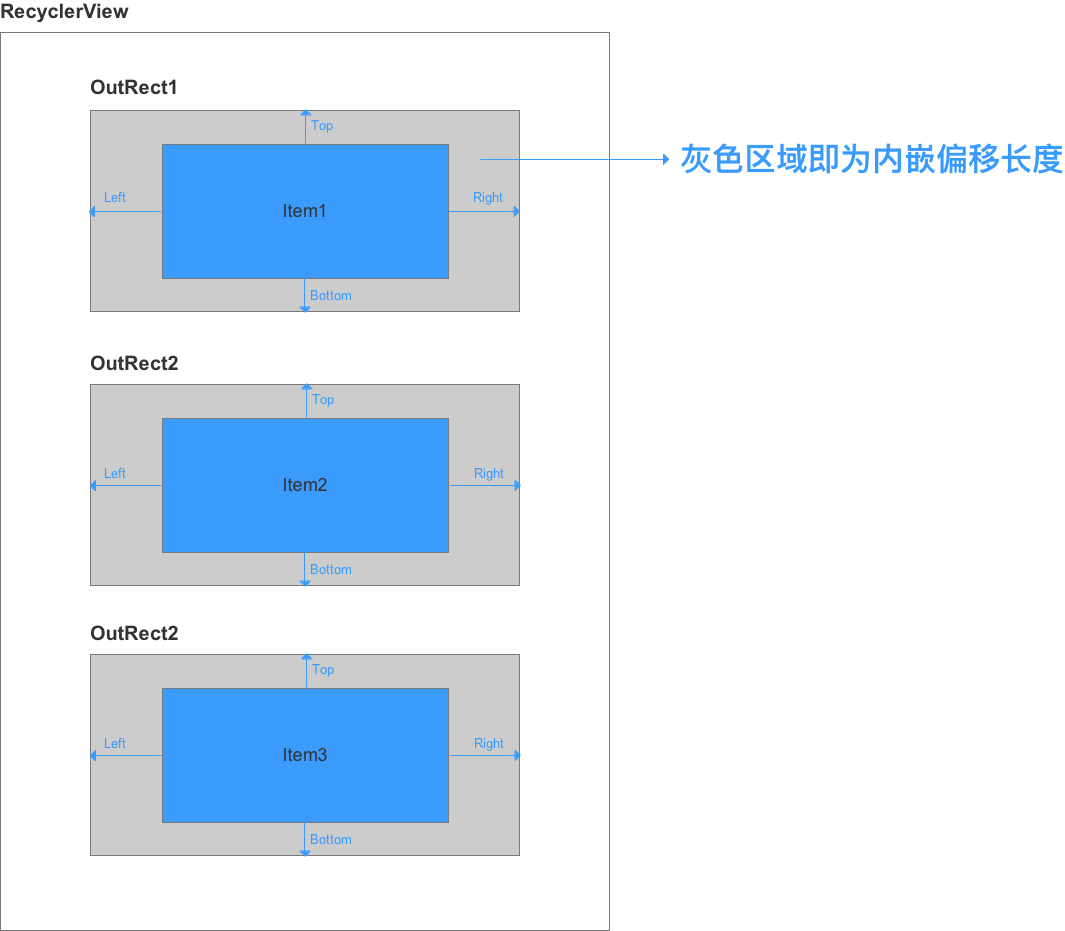 RecyclerView
OutRect1
Top
灰色区域即为内嵌偏移长度
Left
Right
Item1
Bottom
OutRect2
Top
Left
Right
Item2
Bottom
OutRect2
Top
Left
Right
Item3
Bottom